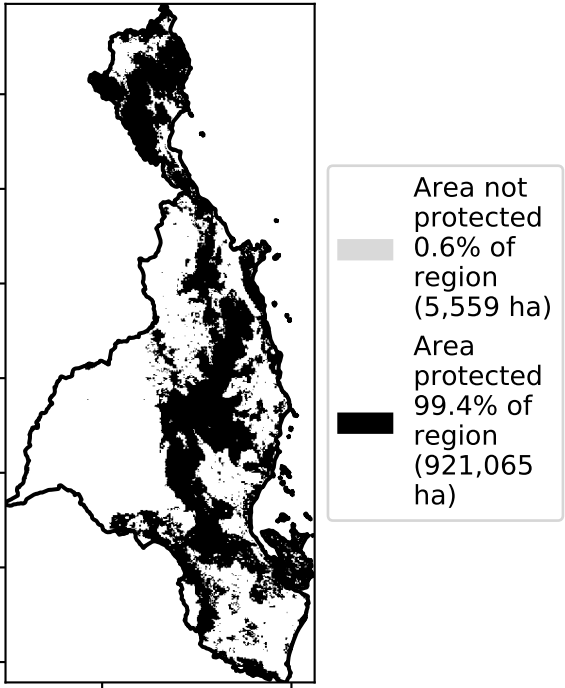 Area not
protected
0.6% of
region
(5,559 ha)
Area
protected
99.4% of
region
(921,065
ha)